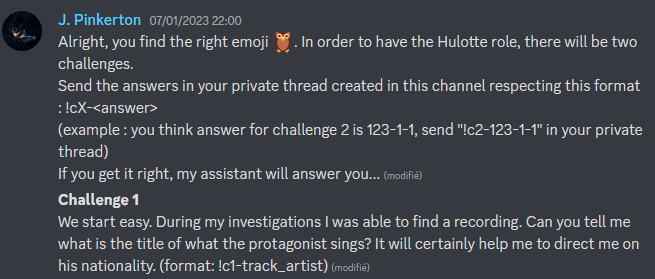 J. Pinkerton 07/01/2023 22:00
Alright, you find the right emoji 🦉. In order to have the Hulotte role, there will be two
challenges.
Send the answers in your private thread created in this channel respecting this format
: !cX-<answer>
(example : you think answer for challenge 2 is 123-1-1, send "!c2-123-1-1" in your private
thread)
If you get it right, my assistant will answer you... (modifié)
Challenge 1
We start easy. During my investigations I was able to find a recording. Can you tell me
what is the title of what the protagonist sings? It will certainly help me to direct me on
his nationality. (format: !c1-track_artist) (modifié)